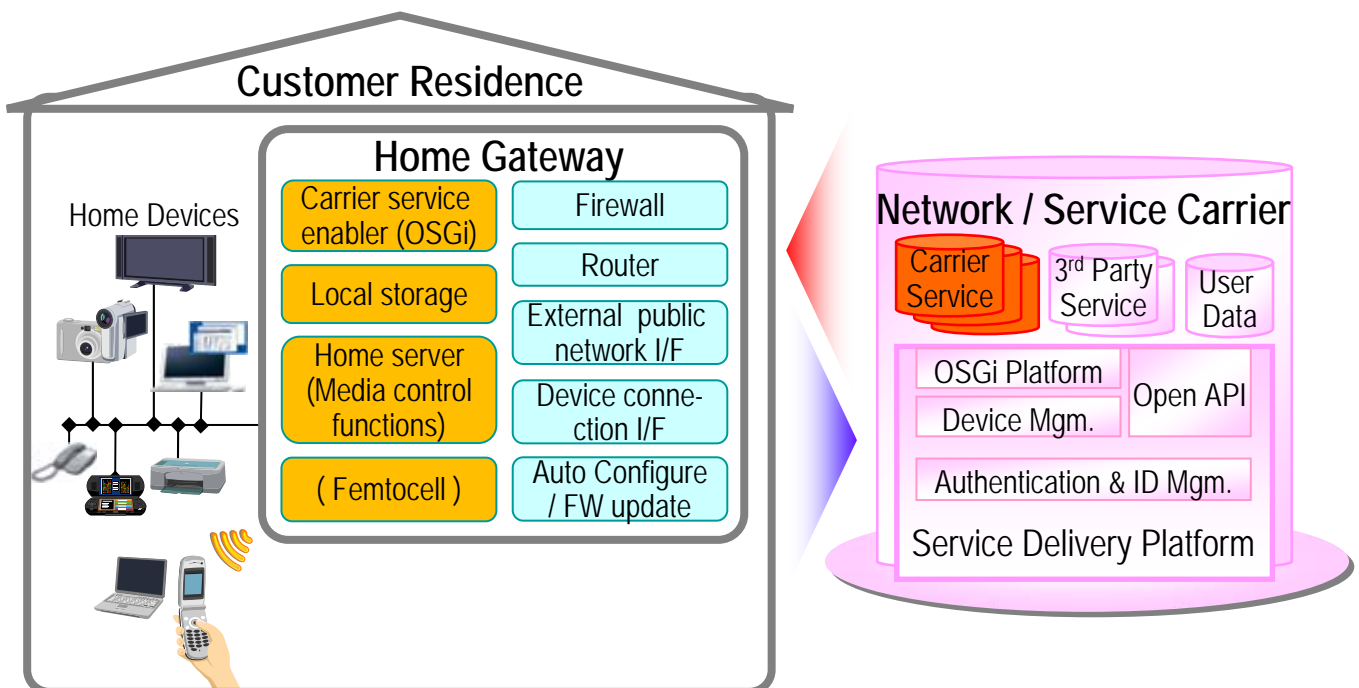 Customer Residence
Home Gateway
Home Devices
Carrier service
enabler (OSGi)
Local storage
Home server
(Media control
functions)
( Femtocell )
Firewall
Router
External public
network I/F
Device conne-
ction I/F
Auto Configure
/ FW update
Network / Service Carrier
Carrier
Service
3rd Party
Service
User
Data
OSGi Platform
Device Mgm.
Open API
Authentication & ID Mgm.
Service Delivery Platform